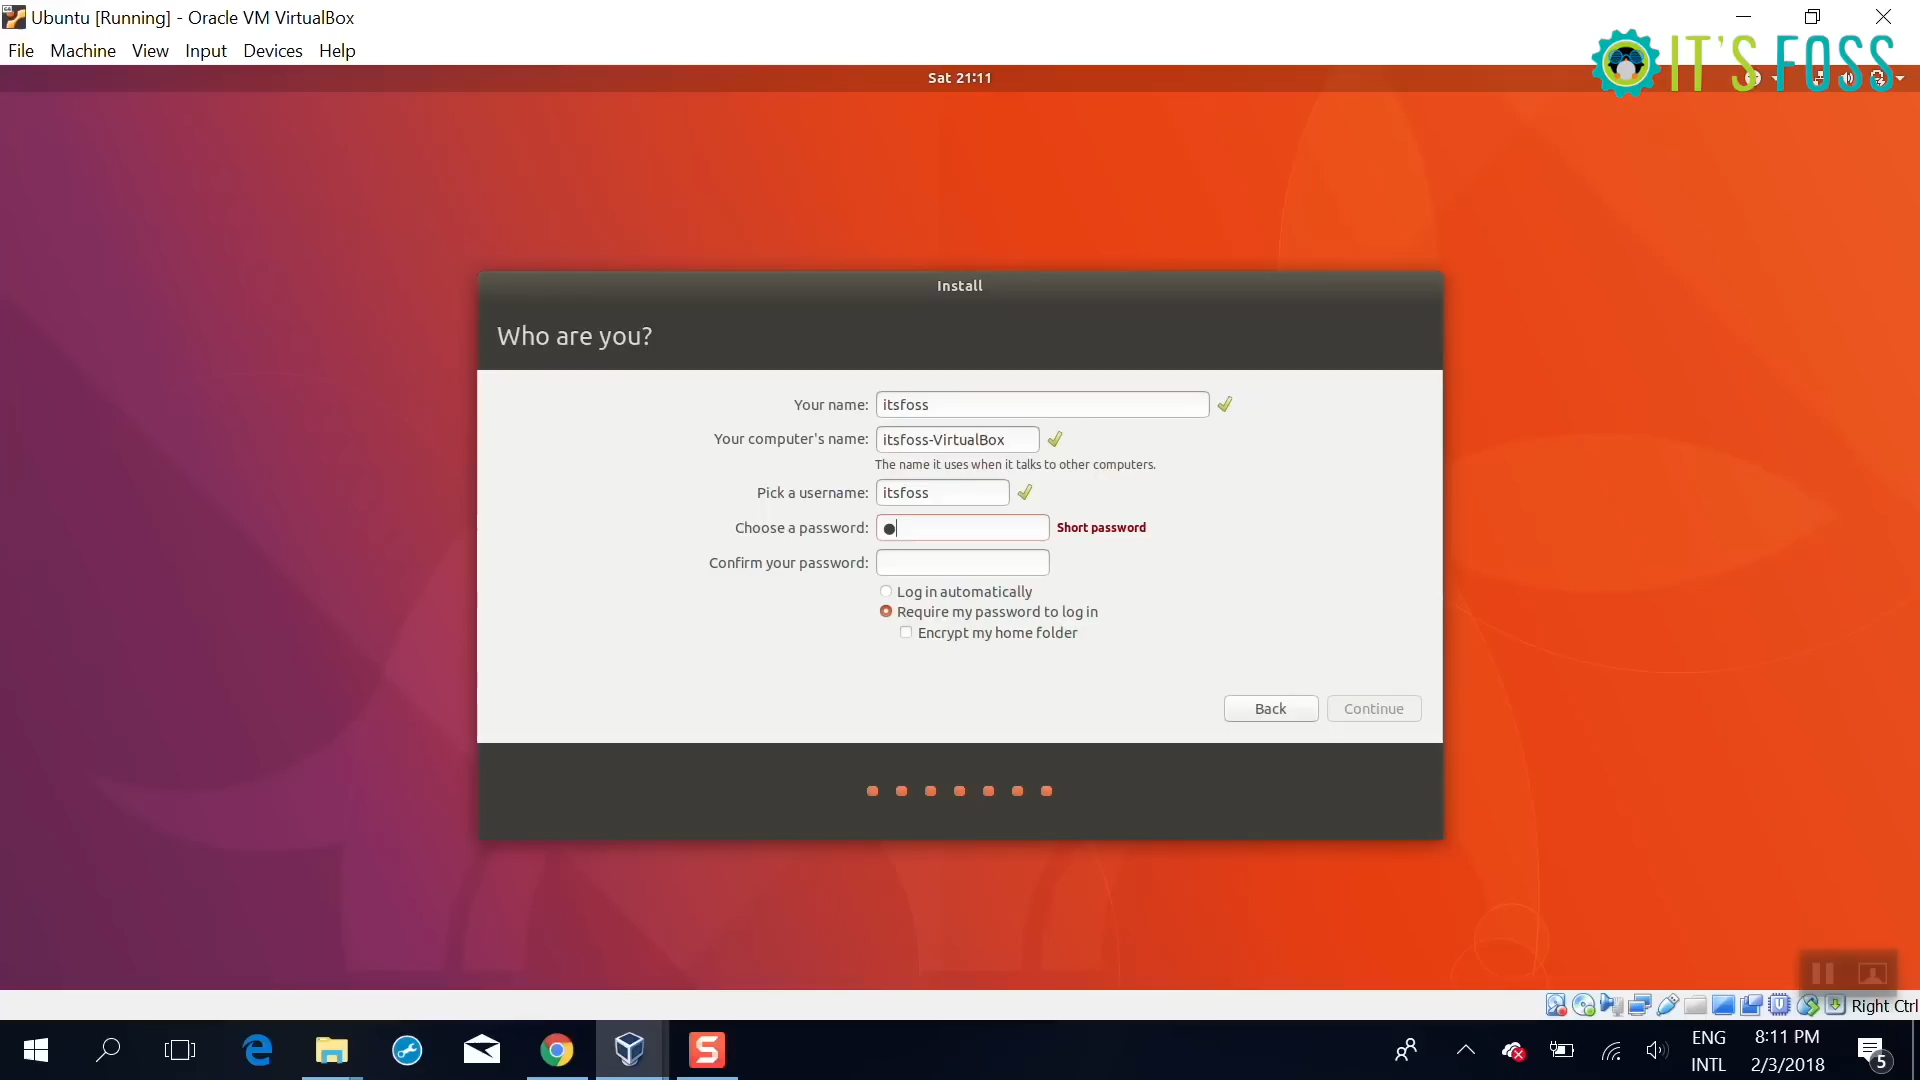 Ubuntu [Running] - Oracle VM VirtualBox
File Machine View Input Devices Help
IT'S FOSS
Sat 21:11
Install
Who are you?
Your name: itsfoss
Your computer's name: itsfoss-VirtualBox
The name it uses when it talks to other computers.
Pick a username: itsfoss
Choose a password: Short password
Confirm your password:
Log in automatically
Require my password to log in
Encrypt my home folder
Back Continue
Right Ctrl
ENG 8:11 PM
INTL 2/3/2018 5